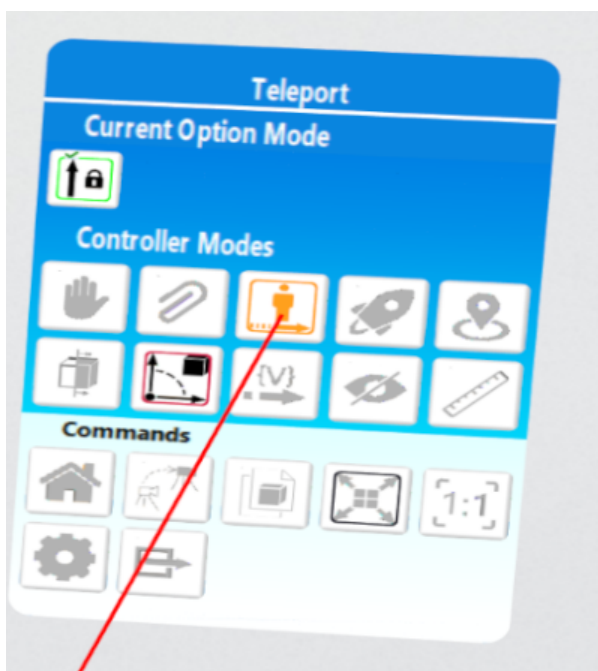 Teleport
Current Option Mode
Controller Modes
{V}
Commands
[1:1]